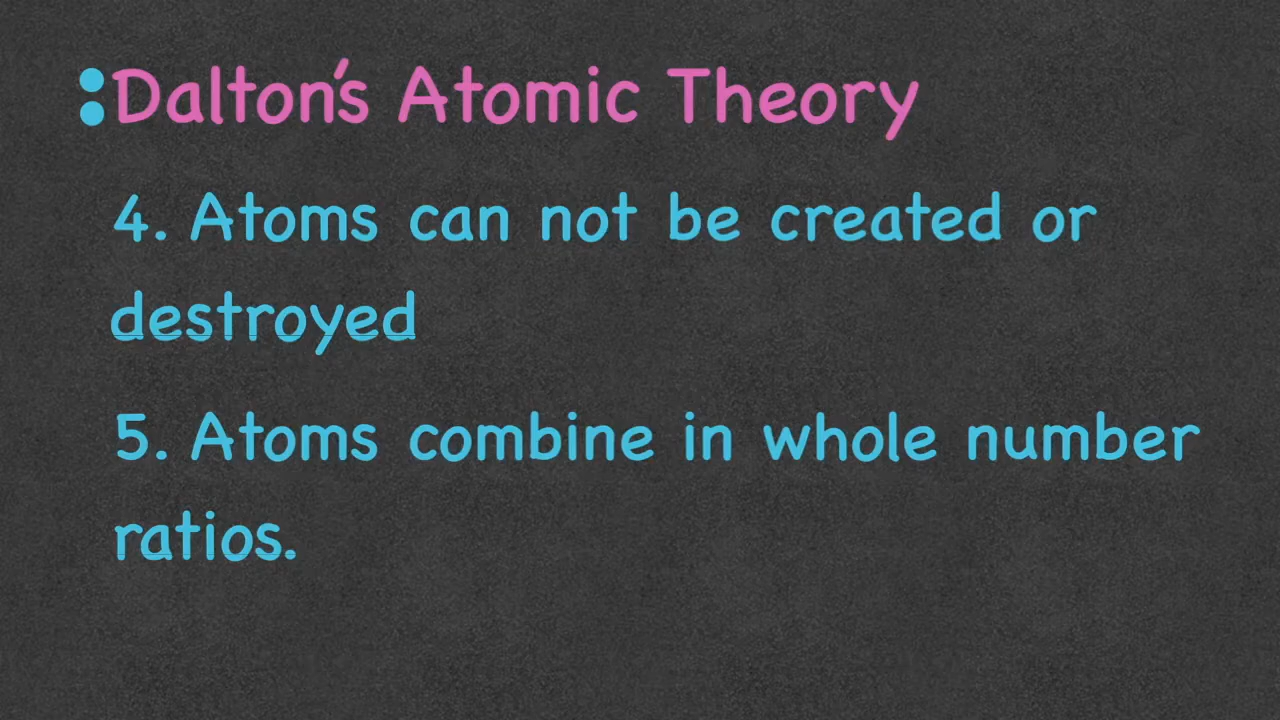 Dalton's Atomic Theory
4. Atoms can not be created or
destroyed
5. Atoms combine in whole number
ratios.